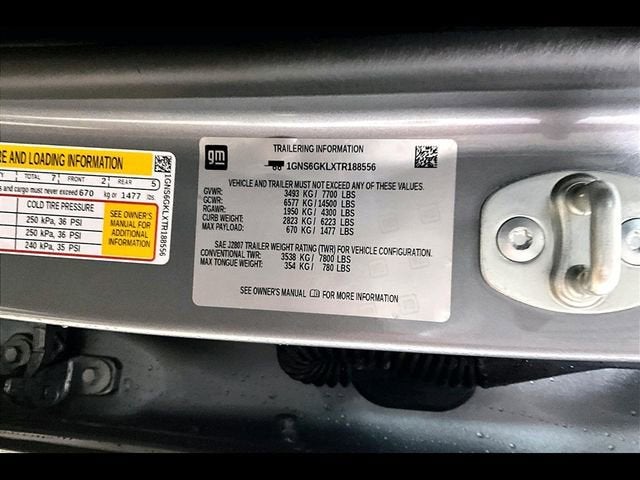 RE AND LOADING INFORMATION
TOTAL 7 FRONT 2 REAR 5
s and cargo must never exceed 670 kg or 1477 lbs.
COLD TIRE PRESSURE
250 kPa, 36 PSI
250 kPa, 36 PSI
240 kPa, 35 PSI
SEE OWNER'S
MANUAL FOR
ADDITIONAL
INFORMATION
1GNS6GKLXTR188556
gm
TRAILERING INFORMATION
1GNS6GKLXTR188556
VEHICLE AND TRAILER MUST NOT EXCEED ANY OF THESE VALUES.
GVWR: 3493 KG/ 7700 LBS
GCWR: 6577 KG/ 14500 LBS
RGAWR: 1950 KG/ 4300 LBS
CURB WEIGHT: 2823 KG/ 6223 LBS
MAX PAYLOAD: 670 KG/ 1477 LBS
SAE J2807 TRAILER WEIGHT RATING (TWR) FOR VEHICLE CONFIGURATION.
CONVENTIONAL TWR: 3538 KG/ 7800 LBS
MAX TONGUE WEIGHT: 354 KG/ 780 LBS
SEE OWNER'S MANUAL FOR MORE INFORMATION